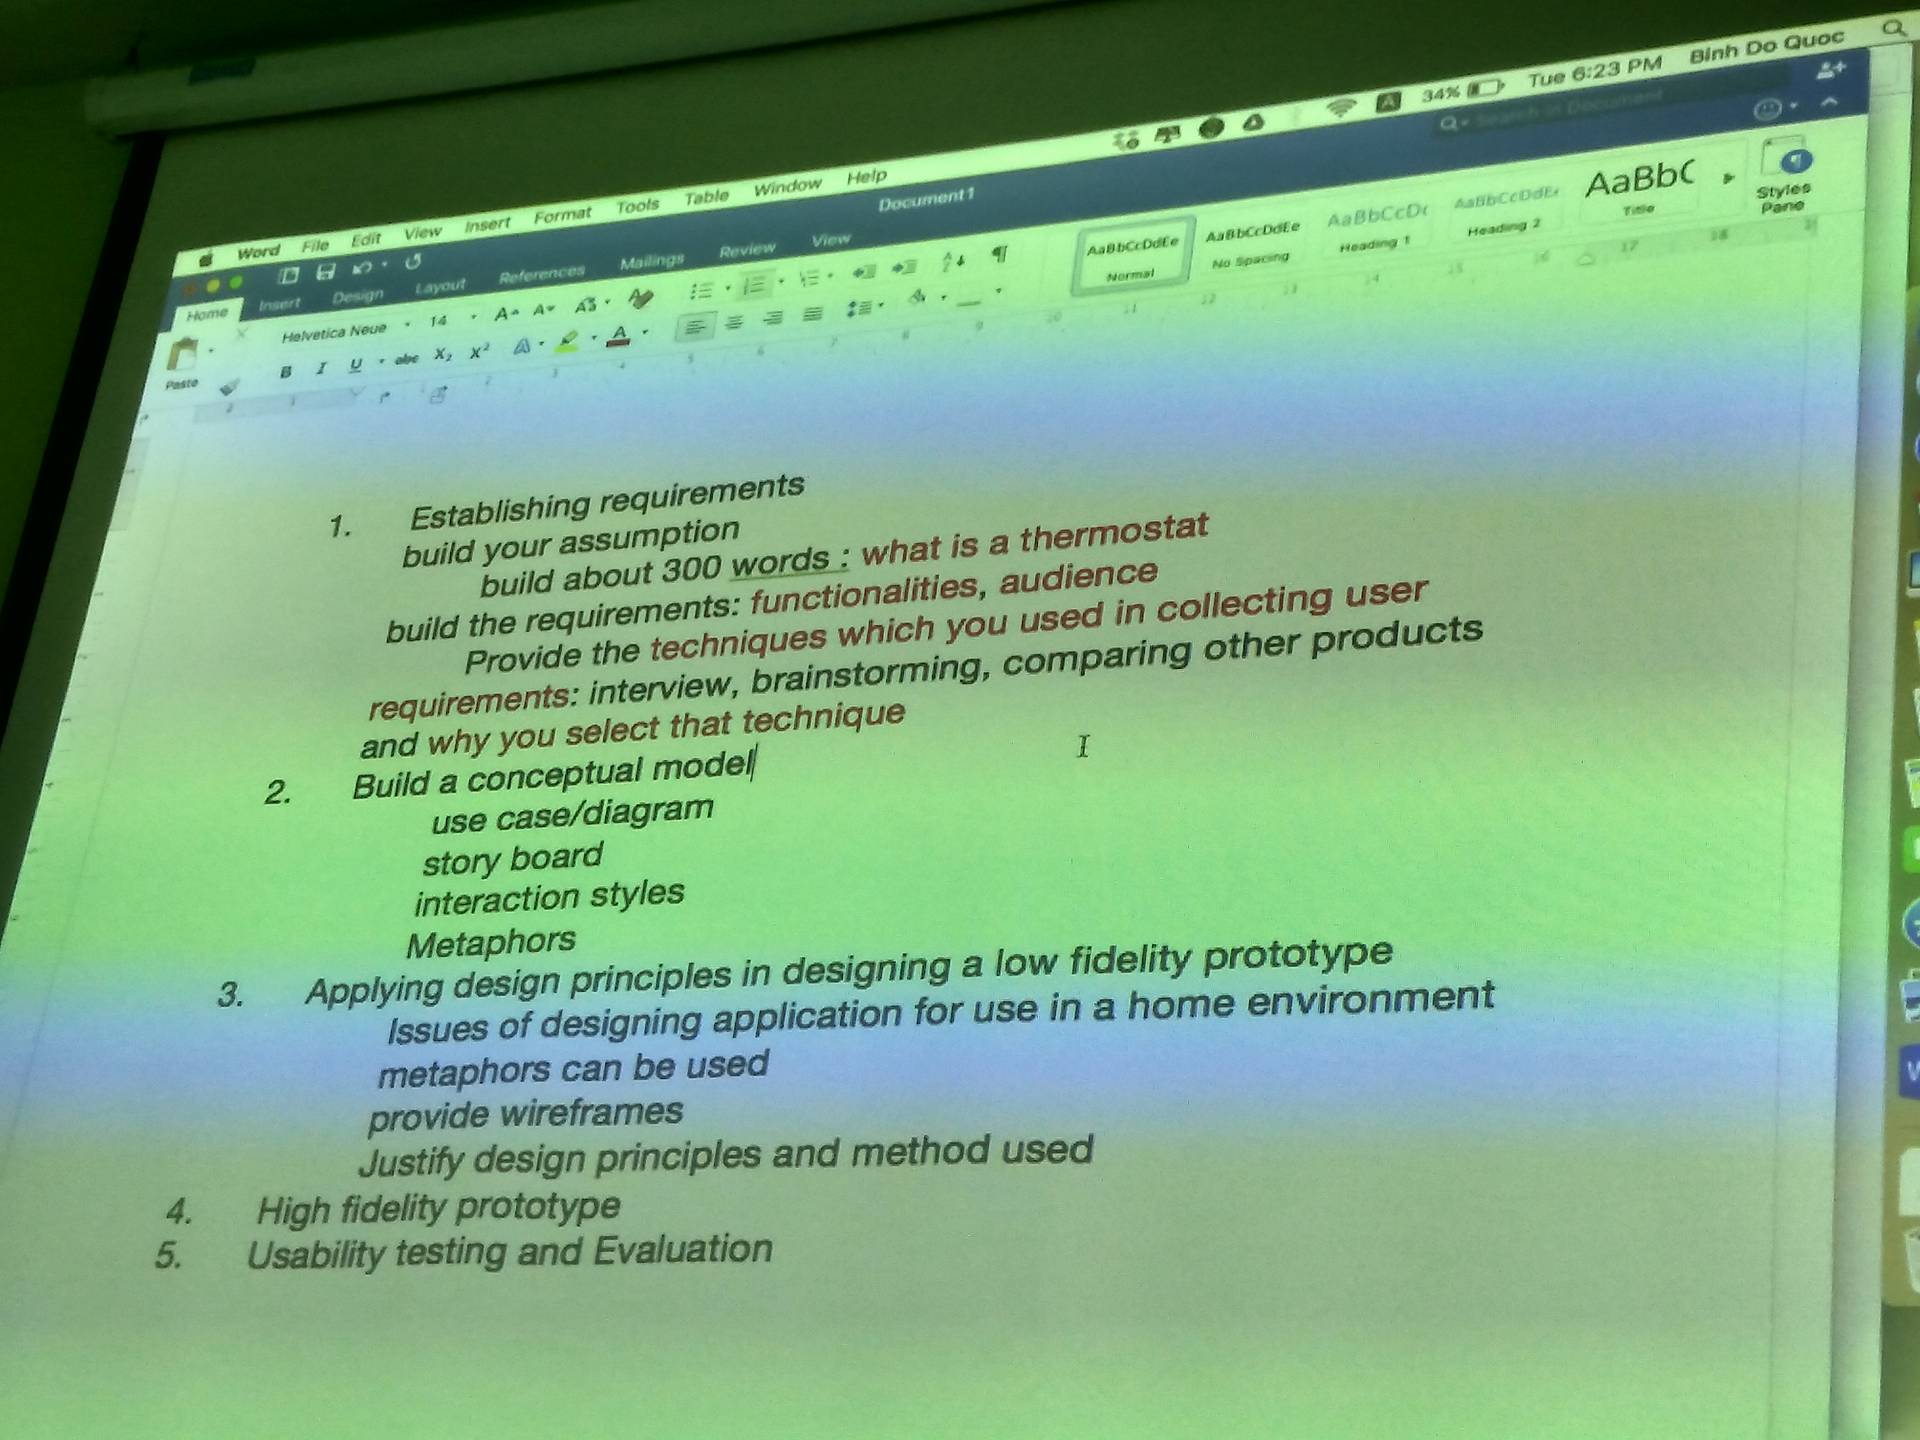 Word File Edit View Insert Format Tools Table Window Help
34% Tue 6:23 PM Binh Do Quoc
Document1
Search in Document
Home Insert Design Layout References Mailings Review View
Paste
Helvetica Neue 14
B I U abc X₂ X²
AaBbCcDdEe
Normal
AaBbCcDdEe
No Spacing
AaBbCcDc
Heading 1
AaBbCcDdEe
Heading 2
AaBbC
Title
Styles
Pane
1. Establishing requirements
build your assumption
build about 300 words : what is a thermostat
build the requirements: functionalities, audience
Provide the techniques which you used in collecting user
requirements: interview, brainstorming, comparing other products
and why you select that technique
2. Build a conceptual model
use case/diagram
story board
interaction styles
Metaphors
3. Applying design principles in designing a low fidelity prototype
Issues of designing application for use in a home environment
metaphors can be used
provide wireframes
Justify design principles and method used
4. High fidelity prototype
5. Usability testing and Evaluation